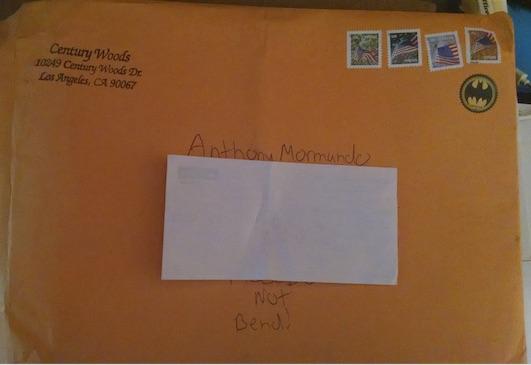 Century Woods
10249 Century Woods Dr.
Los Angeles, CA 90067
Anthony Mormundo
Not
Bend!